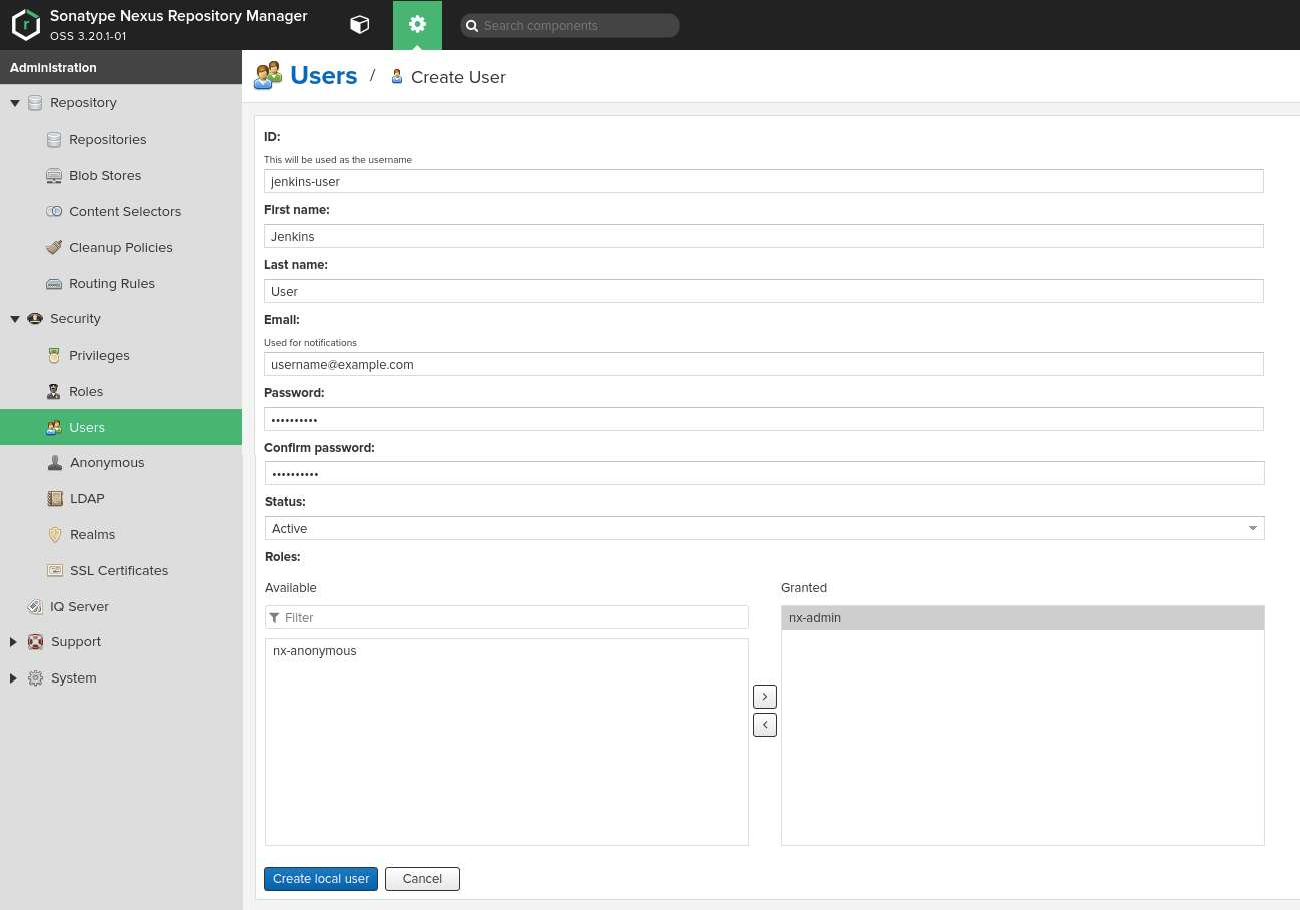 Sonatype Nexus Repository Manager
OSS 3.20.1-01
Search components
Administration
Repository
Repositories
Blob Stores
Content Selectors
Cleanup Policies
Routing Rules
Security
Privileges
Roles
Users
Anonymous
LDAP
Realms
SSL Certificates
IQ Server
Support
System
Users / Create User
ID:
This will be used as the username
jenkins-user
First name:
Jenkins
Last name:
User
Email:
Used for notifications
username@example.com
Password:
••••••••••
Confirm password:
••••••••••
Status:
Active
Roles:
Available
Filter
nx-anonymous
>
<
Granted
nx-admin
Create local user
Cancel